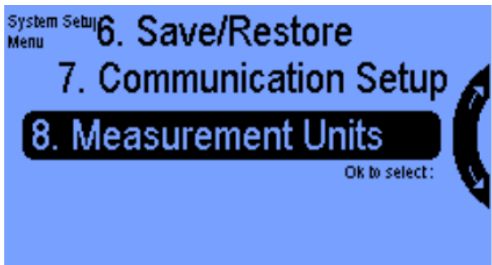 System Setup
Menu
6. Save/Restore
7. Communication Setup
8. Measurement Units
Ok to select: